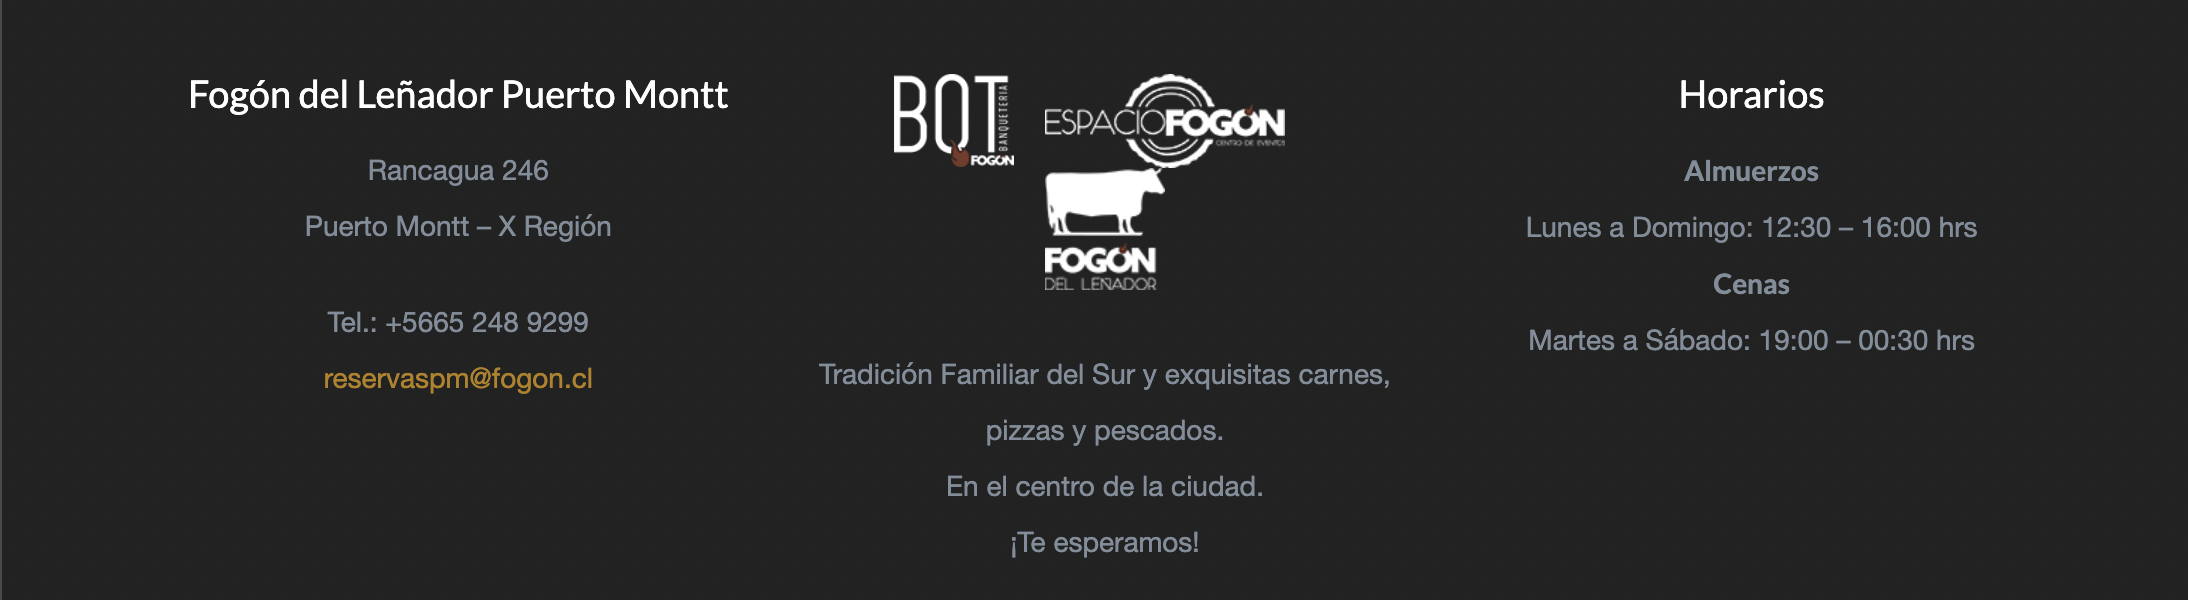 Fogón del Leñador Puerto Montt
Rancagua 246
Puerto Montt – X Región
Tel.: +5665 248 9299
reservaspm@fogon.cl
BQT
BANQUETERIA
FOGÓN
ESPACIOFOGÓN
CENTRO DE EVENTOS
FOGÓN
DEL LEÑADOR
Tradición Familiar del Sur y exquisitas carnes,
pizzas y pescados.
En el centro de la ciudad.
¡Te esperamos!
Horarios
Almuerzos
Lunes a Domingo: 12:30 – 16:00 hrs
Cenas
Martes a Sábado: 19:00 – 00:30 hrs